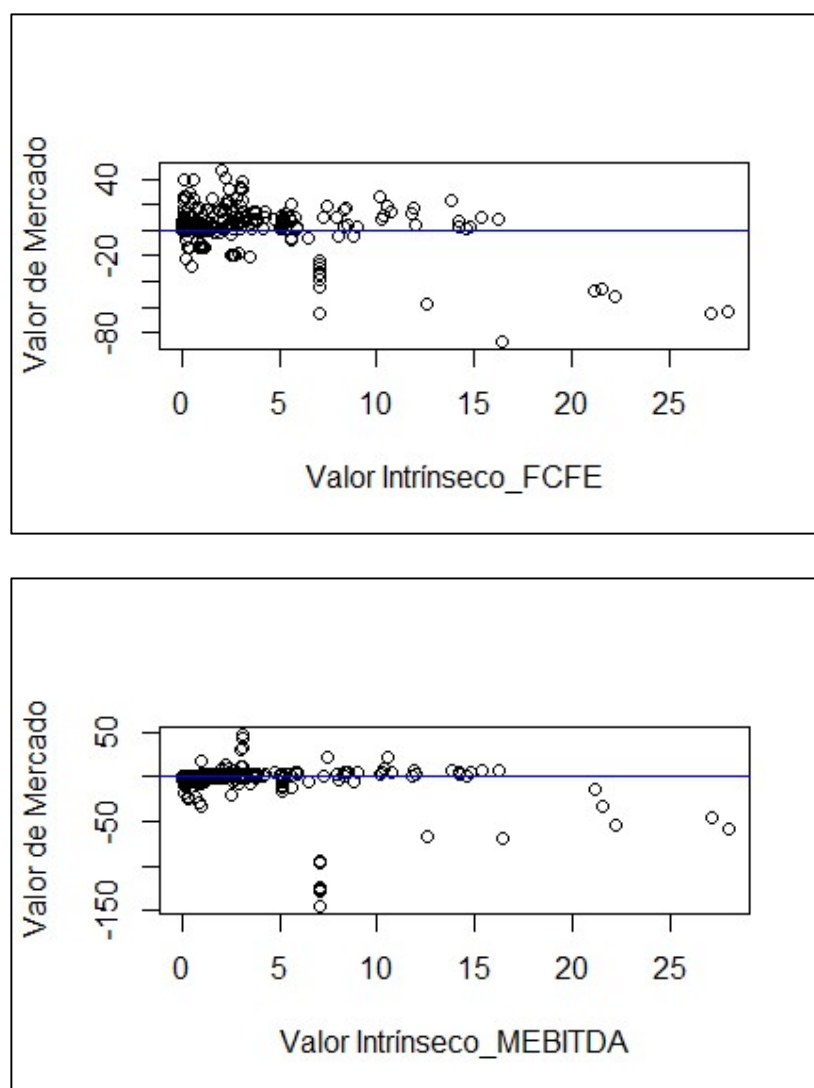 Valor de Mercado
40
-20
-80
0 5 10 15 20 25
Valor Intrínseco_FCFE
Valor de Mercado
50
-50
-150
0 5 10 15 20 25
Valor Intrínseco_MEBITDA